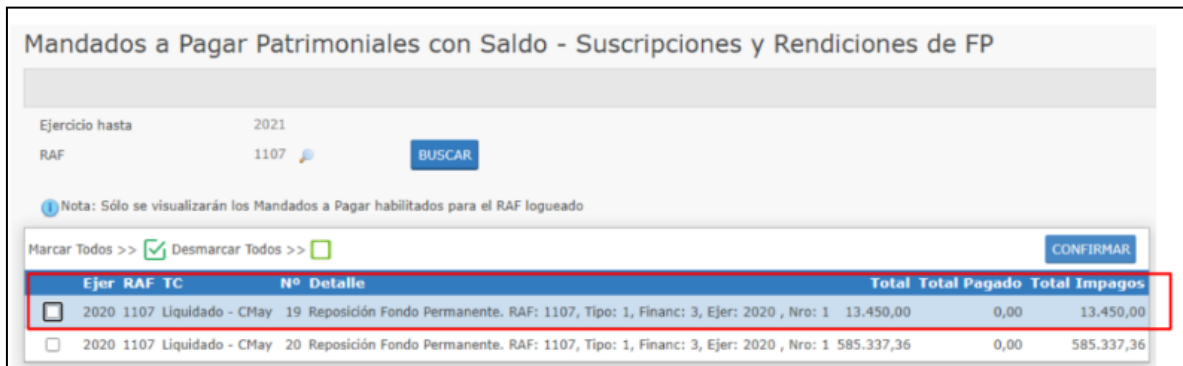 Mandados a Pagar Patrimoniales con Saldo - Suscripciones y Rendiciones de FP
Ejercicio hasta 2021
RAF 1107 BUSCAR
Nota: Sólo se visualizarán los Mandados a Pagar habilitados para el RAF logueado
Marcar Todos >> Desmarcar Todos >> CONFIRMAR
Ejer RAF TC Nº Detalle Total Total Pagado Total Impagos
2020 1107 Liquidado - CMay 19 Reposición Fondo Permanente. RAF: 1107, Tipo: 1, Financ: 3, Ejer: 2020 , Nro: 1 13.450,00 0,00 13.450,00
2020 1107 Liquidado - CMay 20 Reposición Fondo Permanente. RAF: 1107, Tipo: 1, Financ: 3, Ejer: 2020 , Nro: 1 585.337,36 0,00 585.337,36